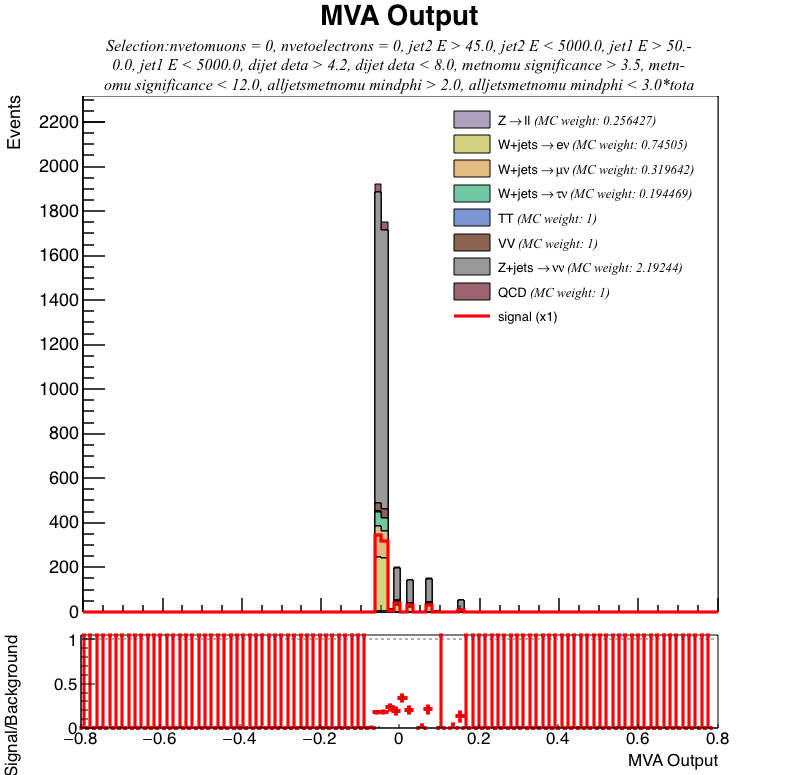 MVA Output
Selection:nvetomuons = 0, nvetoelectrons = 0, jet2 E > 45.0, jet2 E < 5000.0, jet1 E > 50.-
0.0, jet1 E < 5000.0, dijet deta > 4.2, dijet deta < 8.0, metnomu significance > 3.5, metn-
omu significance < 12.0, alljetsmetnomu mindphi > 2.0, alljetsmetnomu mindphi < 3.0*tota
Events
2200
2000
1800
1600
1400
1200
1000
800
600
400
200
0
Z→ll (MC weight: 0.256427)
W+jets→eν (MC weight: 0.74505)
W+jets→μν (MC weight: 0.319642)
W+jets→τν (MC weight: 0.194469)
TT (MC weight: 1)
VV (MC weight: 1)
Z+jets→νν (MC weight: 2.19244)
QCD (MC weight: 1)
signal (x1)
Signal/Background
1
0.5
0
−0.8 −0.6 −0.4 −0.2 0 0.2 0.4 0.6 0.8
MVA Output